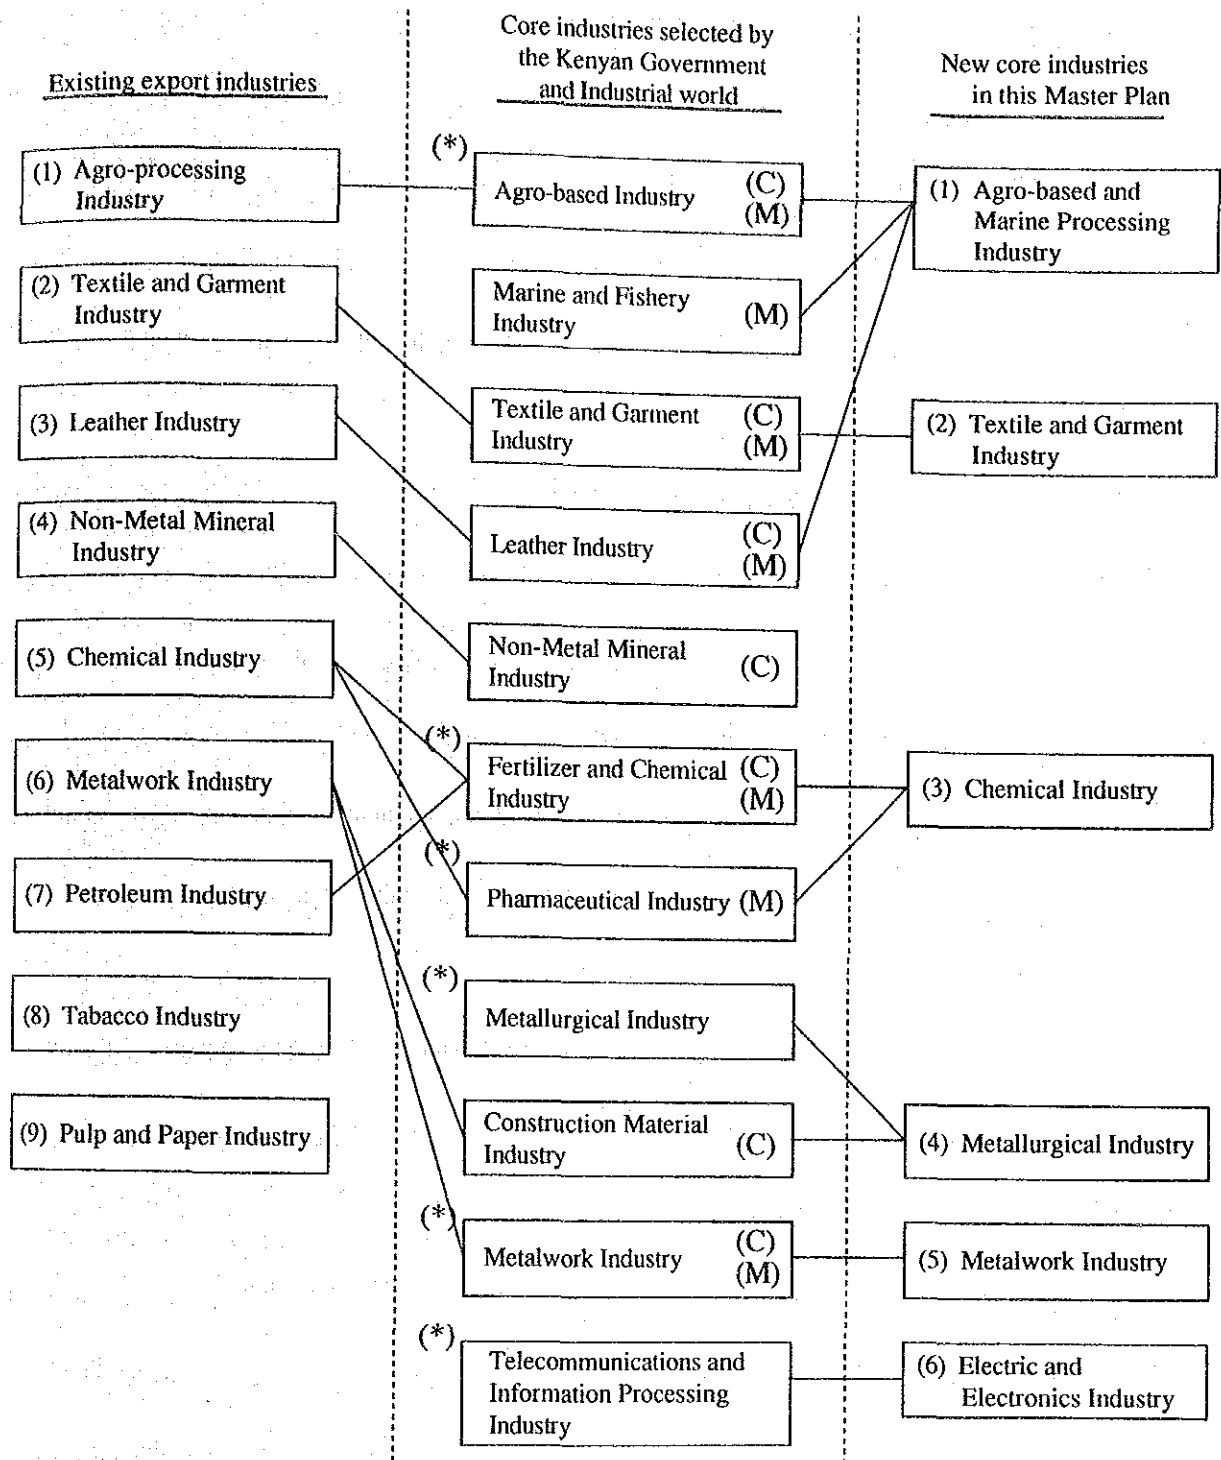 Existing export industries
(1) Agro-processing
Industry
(2) Textile and Garment
Industry
(3) Leather Industry
(4) Non-Metal Mineral
Industry
(5) Chemical Industry
(6) Metalwork Industry
(7) Petroleum Industry
(8) Tabacco Industry
(9) Pulp and Paper Industry
Core industries selected by
the Kenyan Government
and Industrial world
(*)
Agro-based Industry (C)
(M)
Marine and Fishery
Industry (M)
Textile and Garment (C)
Industry (M)
Leather Industry (C)
(M)
Non-Metal Mineral
Industry (C)
(*)
Fertilizer and Chemical (C)
Industry (M)
(*)
Pharmaceutical Industry (M)
(*)
Metallurgical Industry
Construction Material
Industry (C)
(*)
Metalwork Industry (C)
(M)
(*)
Telecommunications and
Information Processing
Industry
New core industries
in this Master Plan
(1) Agro-based and
Marine Processing
Industry
(2) Textile and Garment
Industry
(3) Chemical Industry
(4) Metallurgical Industry
(5) Metalwork Industry
(6) Electric and
Electronics Industry